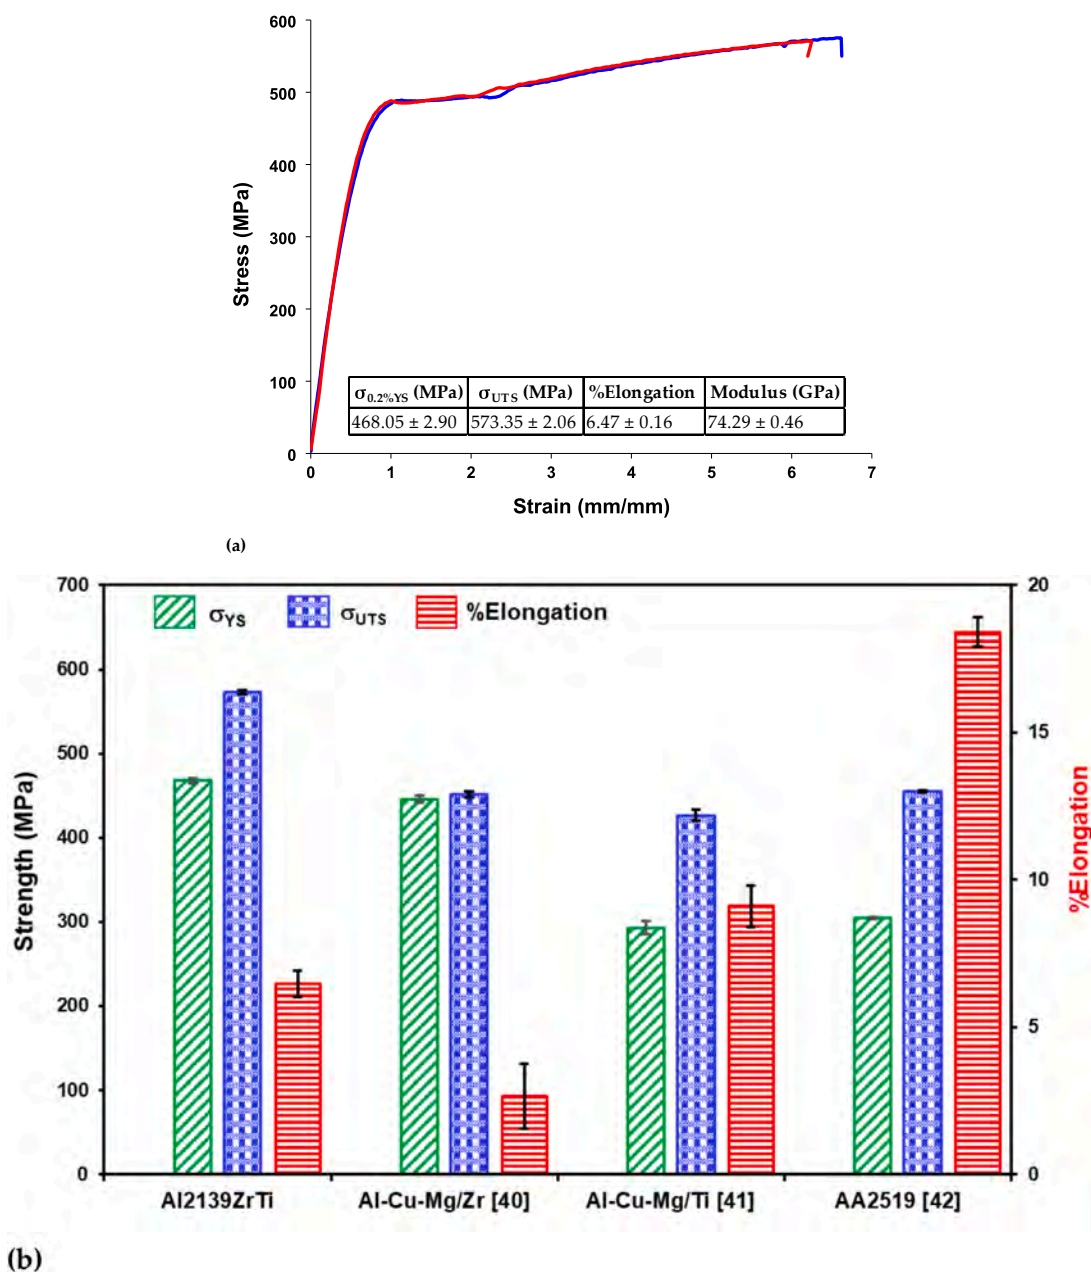 600
500
400
300
200
100
0
Stress (MPa)
σ0.2%YS (MPa) σUTS (MPa) %Elongation Modulus (GPa)
468.05 ± 2.90 573.35 ± 2.06 6.47 ± 0.16 74.29 ± 0.46
0 1 2 3 4 5 6 7
Strain (mm/mm)
(a)
σYS σUTS %Elongation
700
600
500
400
300
200
100
0
Strength (MPa)
20
15
10
5
0
%Elongation
Al2139ZrTi Al-Cu-Mg/Zr [40] Al-Cu-Mg/Ti [41] AA2519 [42]
(b)